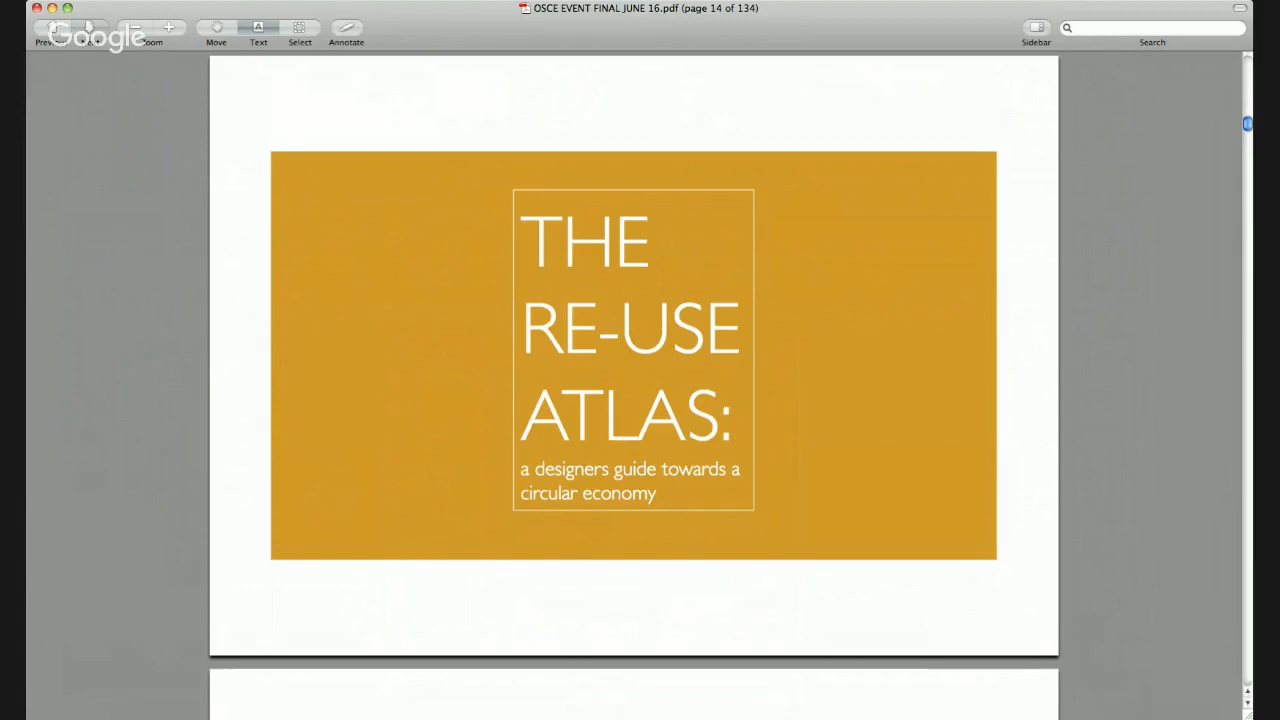 OSCE EVENT FINAL JUNE 16.pdf (page 14 of 134)
Google
Zoom
Move
Text
Select
Annotate
Sidebar
Search
THE
RE-USE
ATLAS:
a designers guide towards a
circular economy